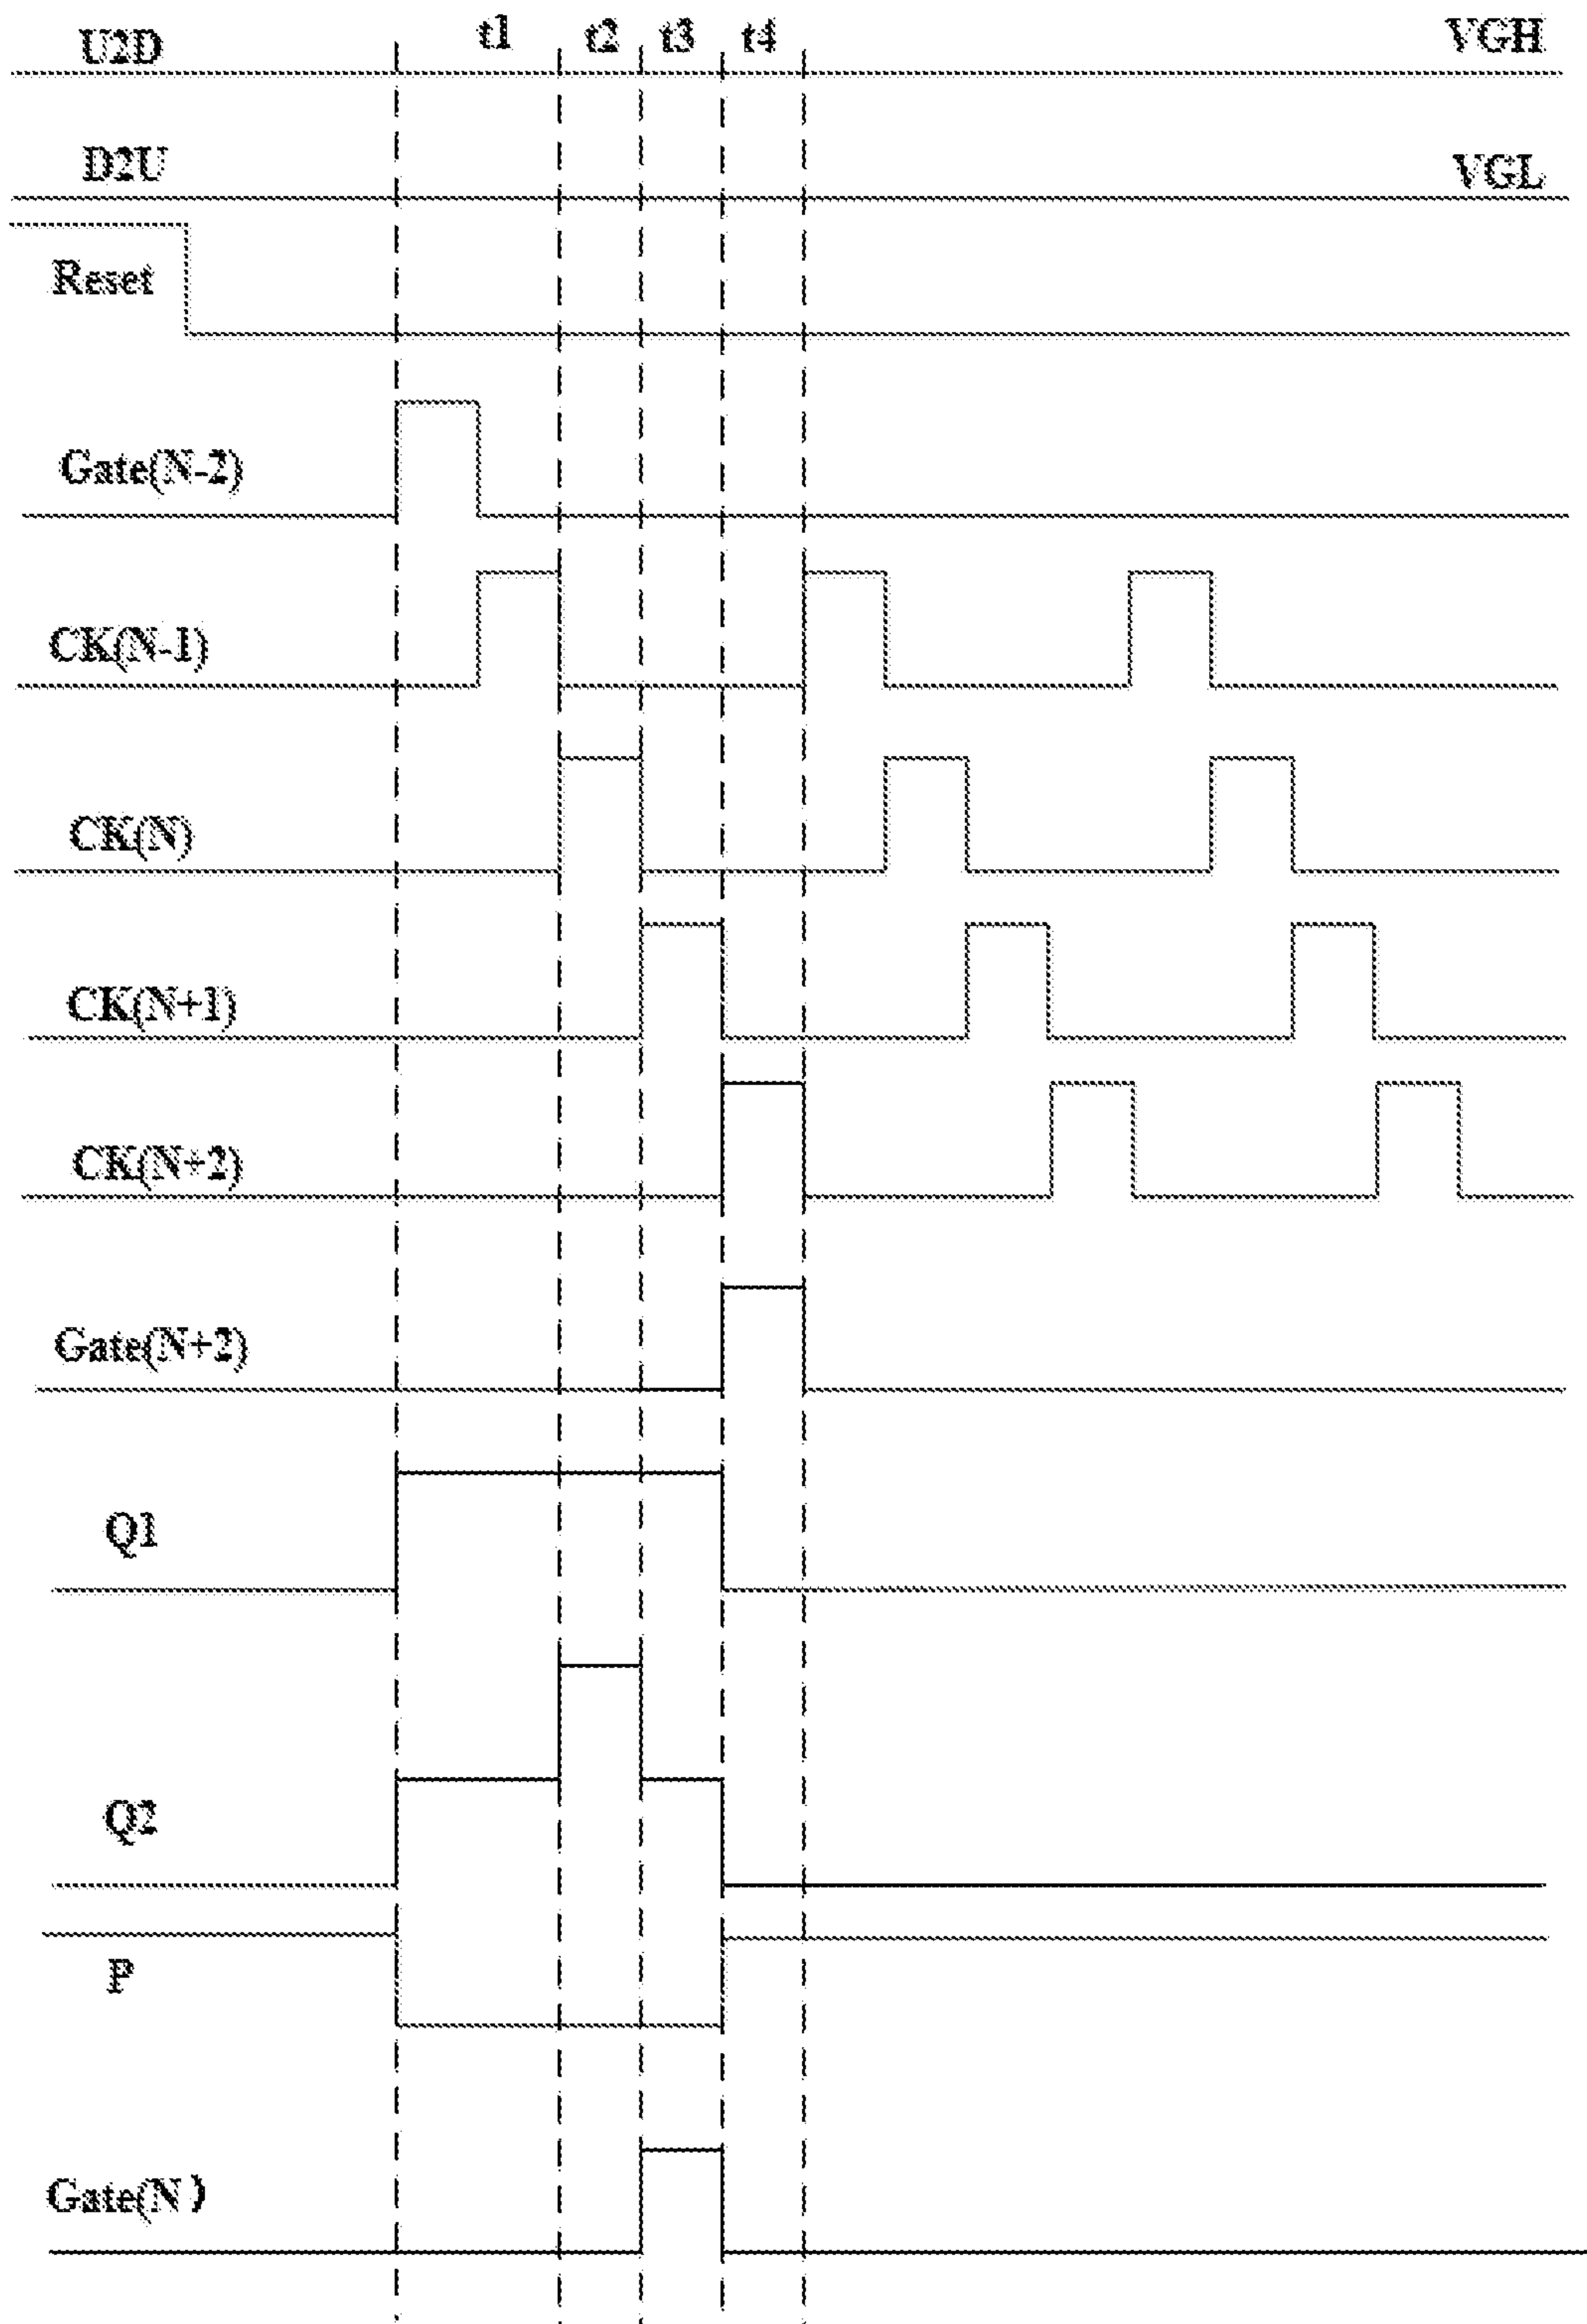 U2D t1 t2 t3 t4 VGH
D2U VGL
Reset
Gate(N-2)
CK(N-1)
CK(N)
CK(N+1)
CK(N+2)
Gate(N+2)
Q1
Q2
P
Gate(N)